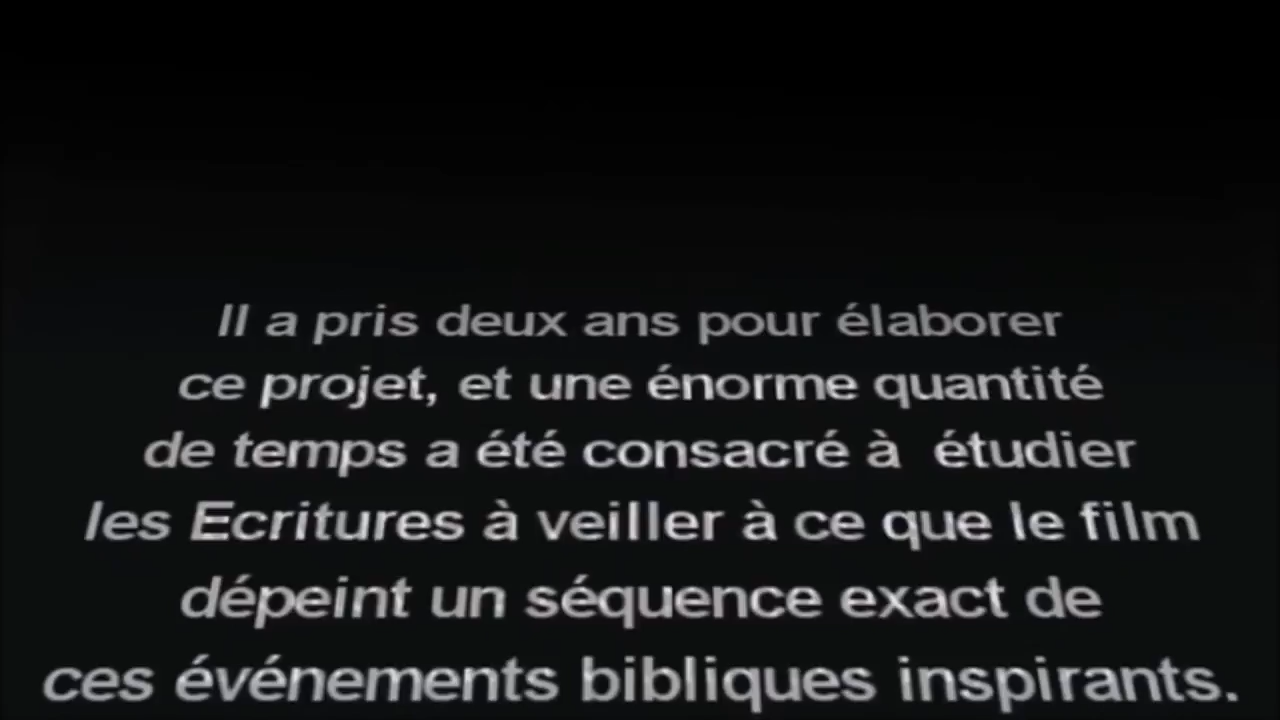 Il a pris deux ans pour élaborer
ce projet, et une énorme quantité
de temps a été consacré à  étudier
les Ecritures à veiller à ce que le film
dépeint un séquence exact de
ces événements bibliques inspirants.